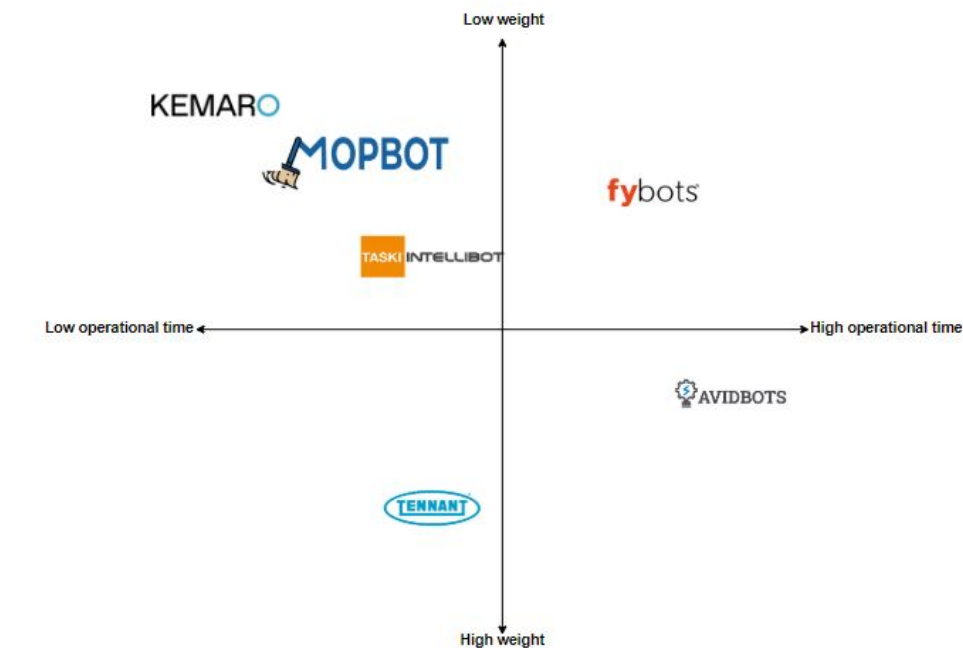 Low weight
KEMARO
MOPBOT
fybots
TASKI INTELLIBOT
Low operational time
High operational time
AVIDBOTS
TENNANT
High weight